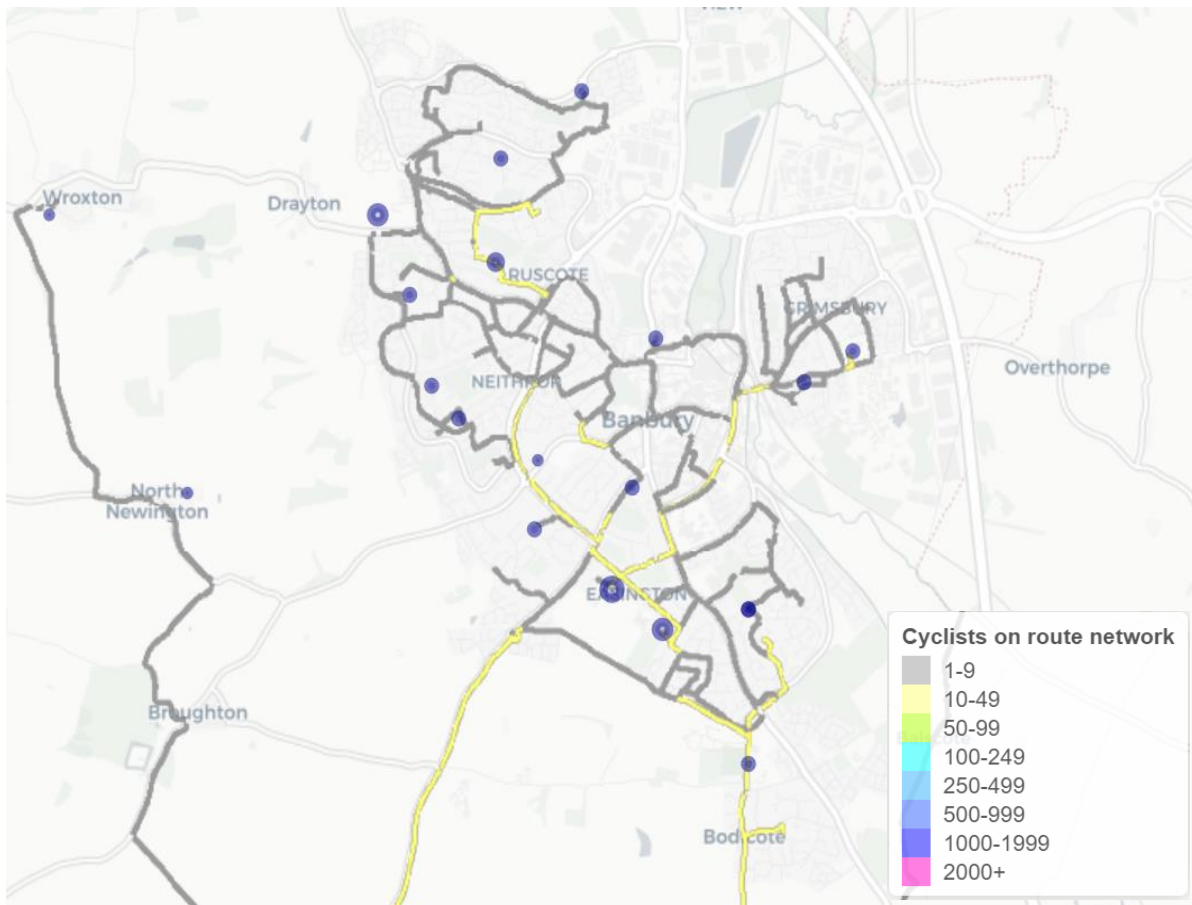 Wroxton
Drayton
RUSCOTE
GRIMSBURY
Overthorpe
NEITHROP
Banbury
North
Newington
EASINGTON
Broughton
Bodicote
Cyclists on route network
1-9
10-49
50-99
100-249
250-499
500-999
1000-1999
2000+